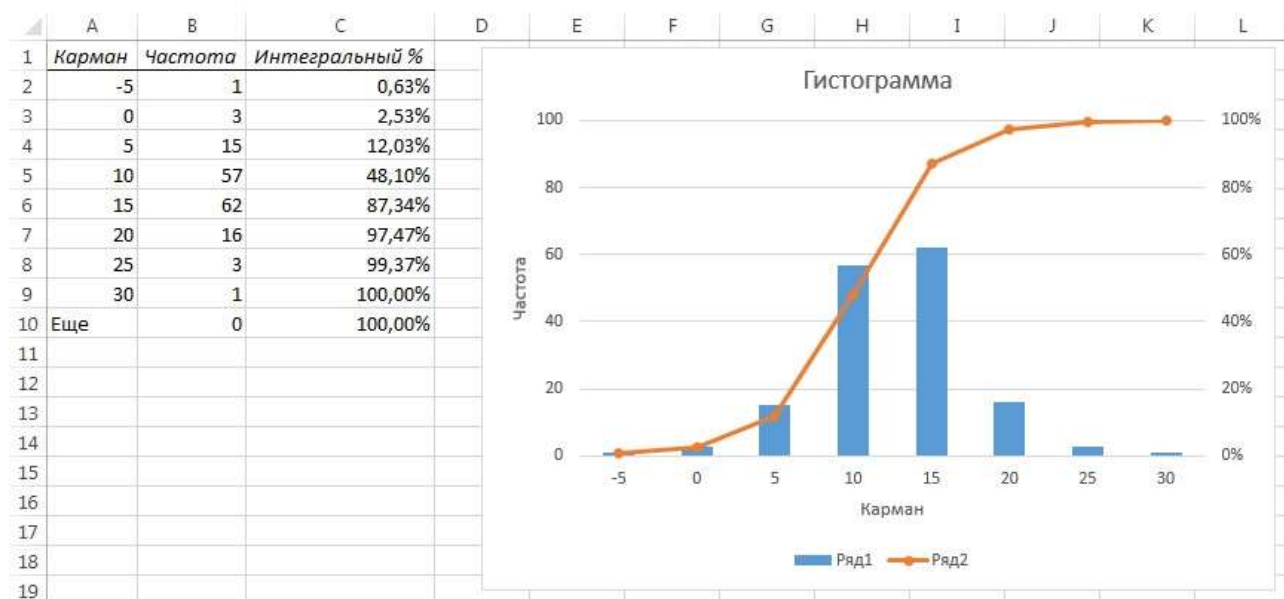 A B C D E F G H I J K L
1 Карман Частота Интегральный %
2 -5 1 0,63%
3 0 3 2,53%
4 5 15 12,03%
5 10 57 48,10%
6 15 62 87,34%
7 20 16 97,47%
8 25 3 99,37%
9 30 1 100,00%
10 Еще 0 100,00%
11
12
13
14
15
16
17
18
19
Гистограмма
100 100%
80 80%
60 60%
40 40%
20 20%
0 0%
Частота
-5 0 5 10 15 20 25 30
Карман
Ряд1 Ряд2